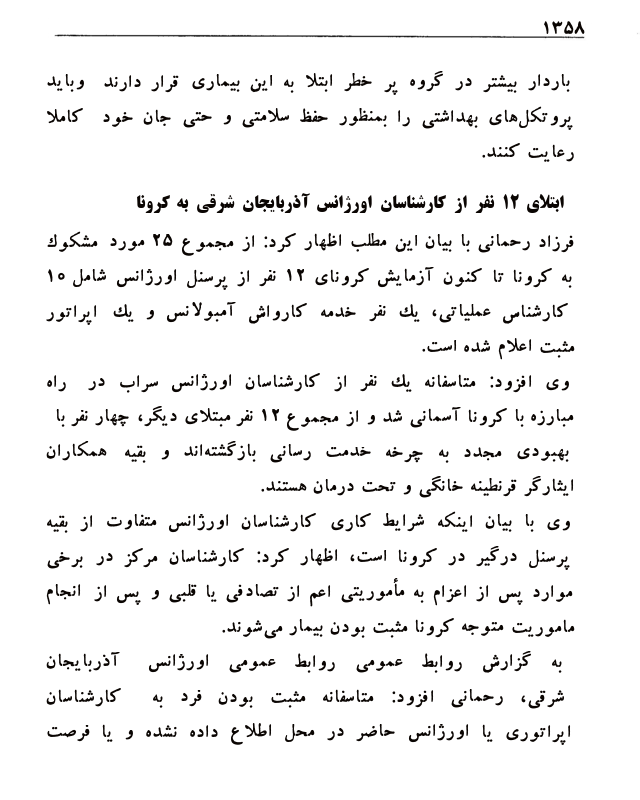 ۱۳۵۸
باردار بیشتر در گروه پر خطر ابتلا به این بیماری قرار دارند وباید
پروتکل‌های بهداشتی را بمنظور حفظ سلامتی و حتی جان خود کاملا
رعایت کنند.
ابتلای ۱۲ نفر از کارشناسان اورژانس آذربایجان شرقی به کرونا
فرزاد رحمانی با بیان این مطلب اظهار کرد: از مجموع ۲۵ مورد مشکوك
به کرونا تا کنون آزمایش کرونای ۱۲ نفر از پرسنل اورژانس شامل ۱۰
کارشناس عملیاتی، یك نفر خدمه کارواش آمبولانس و یك اپراتور
مثبت اعلام شده است.
وی افزود: متاسفانه یك نفر از کارشناسان اورژانس سراب در راه
مبارزه با کرونا آسمانی شد و از مجموع ۱۲ نفر مبتلای دیگر، چهار نفر با
بهبودی مجدد به چرخه خدمت رسانی بازگشته‌اند و بقیه همکاران
ایثارگر قرنطینه خانگی و تحت درمان هستند.
وی با بیان اینکه شرایط کاری کارشناسان اورژانس متفاوت از بقیه
پرسنل درگیر در کرونا است، اظهار کرد: کارشناسان مرکز در برخی
موارد پس از اعزام به مأموریتی اعم از تصادفی یا قلبی و پس از انجام
ماموریت متوجه کرونا مثبت بودن بیمار می‌شوند.
به گزارش روابط عمومی روابط عمومی اورژانس آذربایجان
شرقی، رحمانی افزود: متاسفانه مثبت بودن فرد به کارشناسان
اپراتوری یا اورژانس حاضر در محل اطلاع داده نشده و یا فرصت